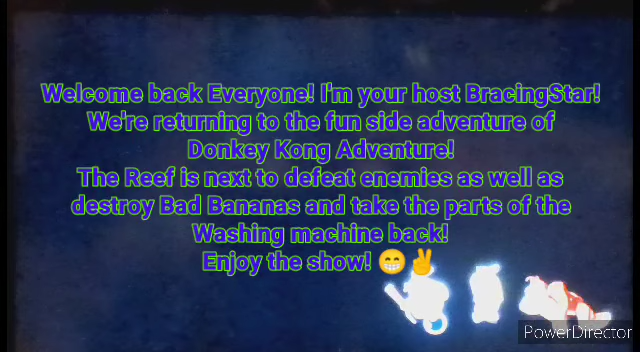 Welcome back Everyone! I'm your host BracingStar!
We're returning to the fun side adventure of
Donkey Kong Adventure!
The Reef is next to defeat enemies as well as
destroy Bad Bananas and take the parts of the
Washing machine back!
Enjoy the show! 😁✌
PowerDirector